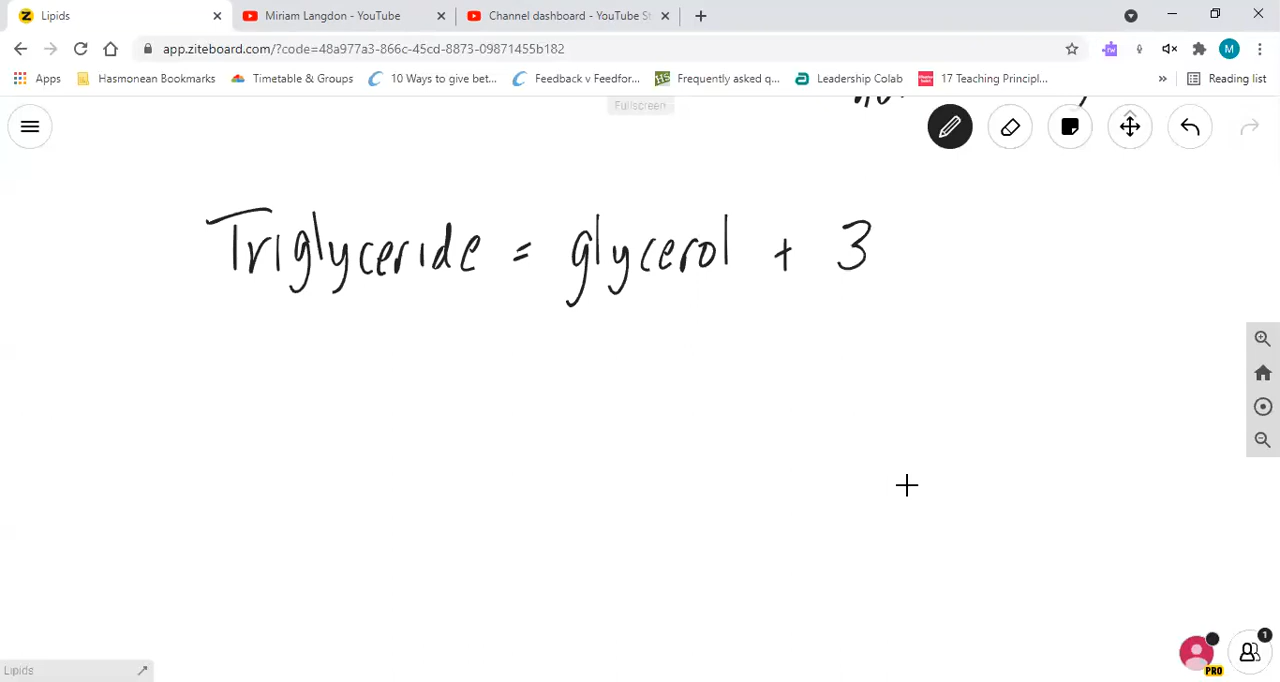 Lipids
Miriam Langdon - YouTube
Channel dashboard - YouTube St
app.ziteboard.com/?code=48a977a3-866c-45cd-8873-09871455b182
M
Apps
Hasmonean Bookmarks
Timetable & Groups
10 Ways to give bet...
Feedback v Feedfor...
Frequently asked q...
Leadership Colab
17 Teaching Principl...
»
Reading list
Fullscreen
Triglyceride = glycerol + 3
1
PRO
Lipids